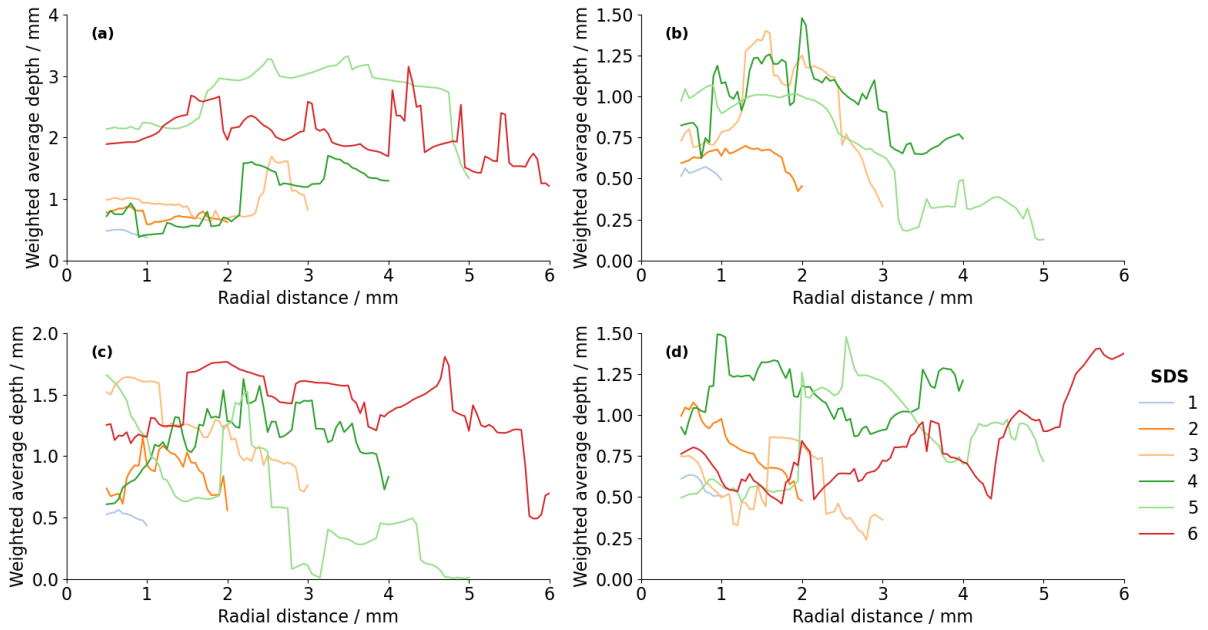 (a)
Weighted average depth / mm
4
3
2
1
0
0 1 2 3 4 5 6
Radial distance / mm
(b)
Weighted average depth / mm
1.50
1.25
1.00
0.75
0.50
0.25
0.00
0 1 2 3 4 5 6
Radial distance / mm
(c)
Weighted average depth / mm
2.0
1.5
1.0
0.5
0.0
0 1 2 3 4 5 6
Radial distance / mm
(d)
Weighted average depth / mm
1.50
1.25
1.00
0.75
0.50
0.25
0.00
0 1 2 3 4 5 6
Radial distance / mm
SDS
1
2
3
4
5
6